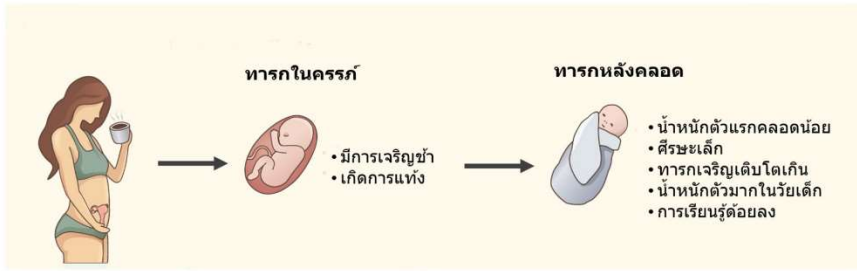 ทารกในครรภ์
• มีการเจริญช้า
• เกิดการแท้ง
ทารกหลังคลอด
• น้ำหนักตัวแรกคลอดน้อย
• ศีรษะเล็ก
• ทารกเจริญเติบโตเกิน
• น้ำหนักตัวมากในวัยเด็ก
• การเรียนรู้ด้อยลง